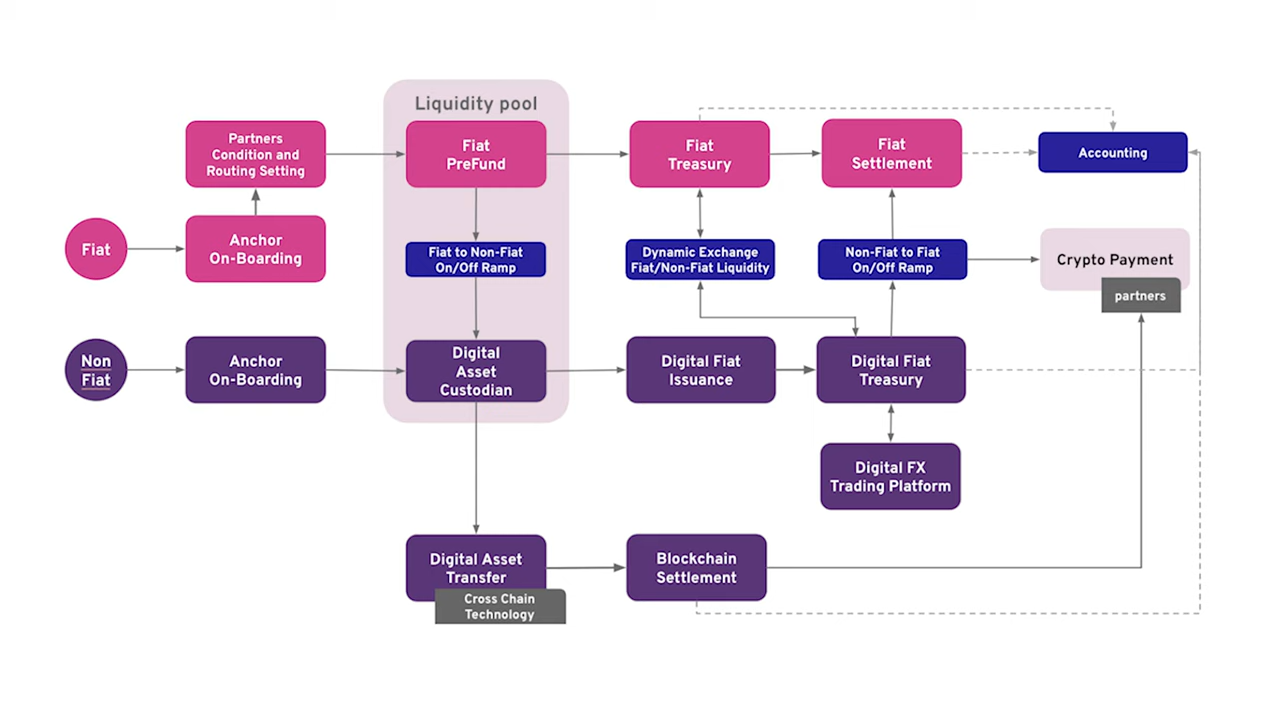 Liquidity pool
Partners
Condition and
Routing Setting
Fiat
PreFund
Fiat
Treasury
Fiat
Settlement
Accounting
Fiat
Anchor
On-Boarding
Fiat to Non-Fiat
On/Off Ramp
Dynamic Exchange
Fiat/Non-Fiat Liquidity
Non-Fiat to Fiat
On/Off Ramp
Crypto Payment
partners
Non
Fiat
Anchor
On-Boarding
Digital
Asset
Custodian
Digital Fiat
Issuance
Digital Fiat
Treasury
Digital FX
Trading Platform
Digital Asset
Transfer
Cross Chain
Technology
Blockchain
Settlement